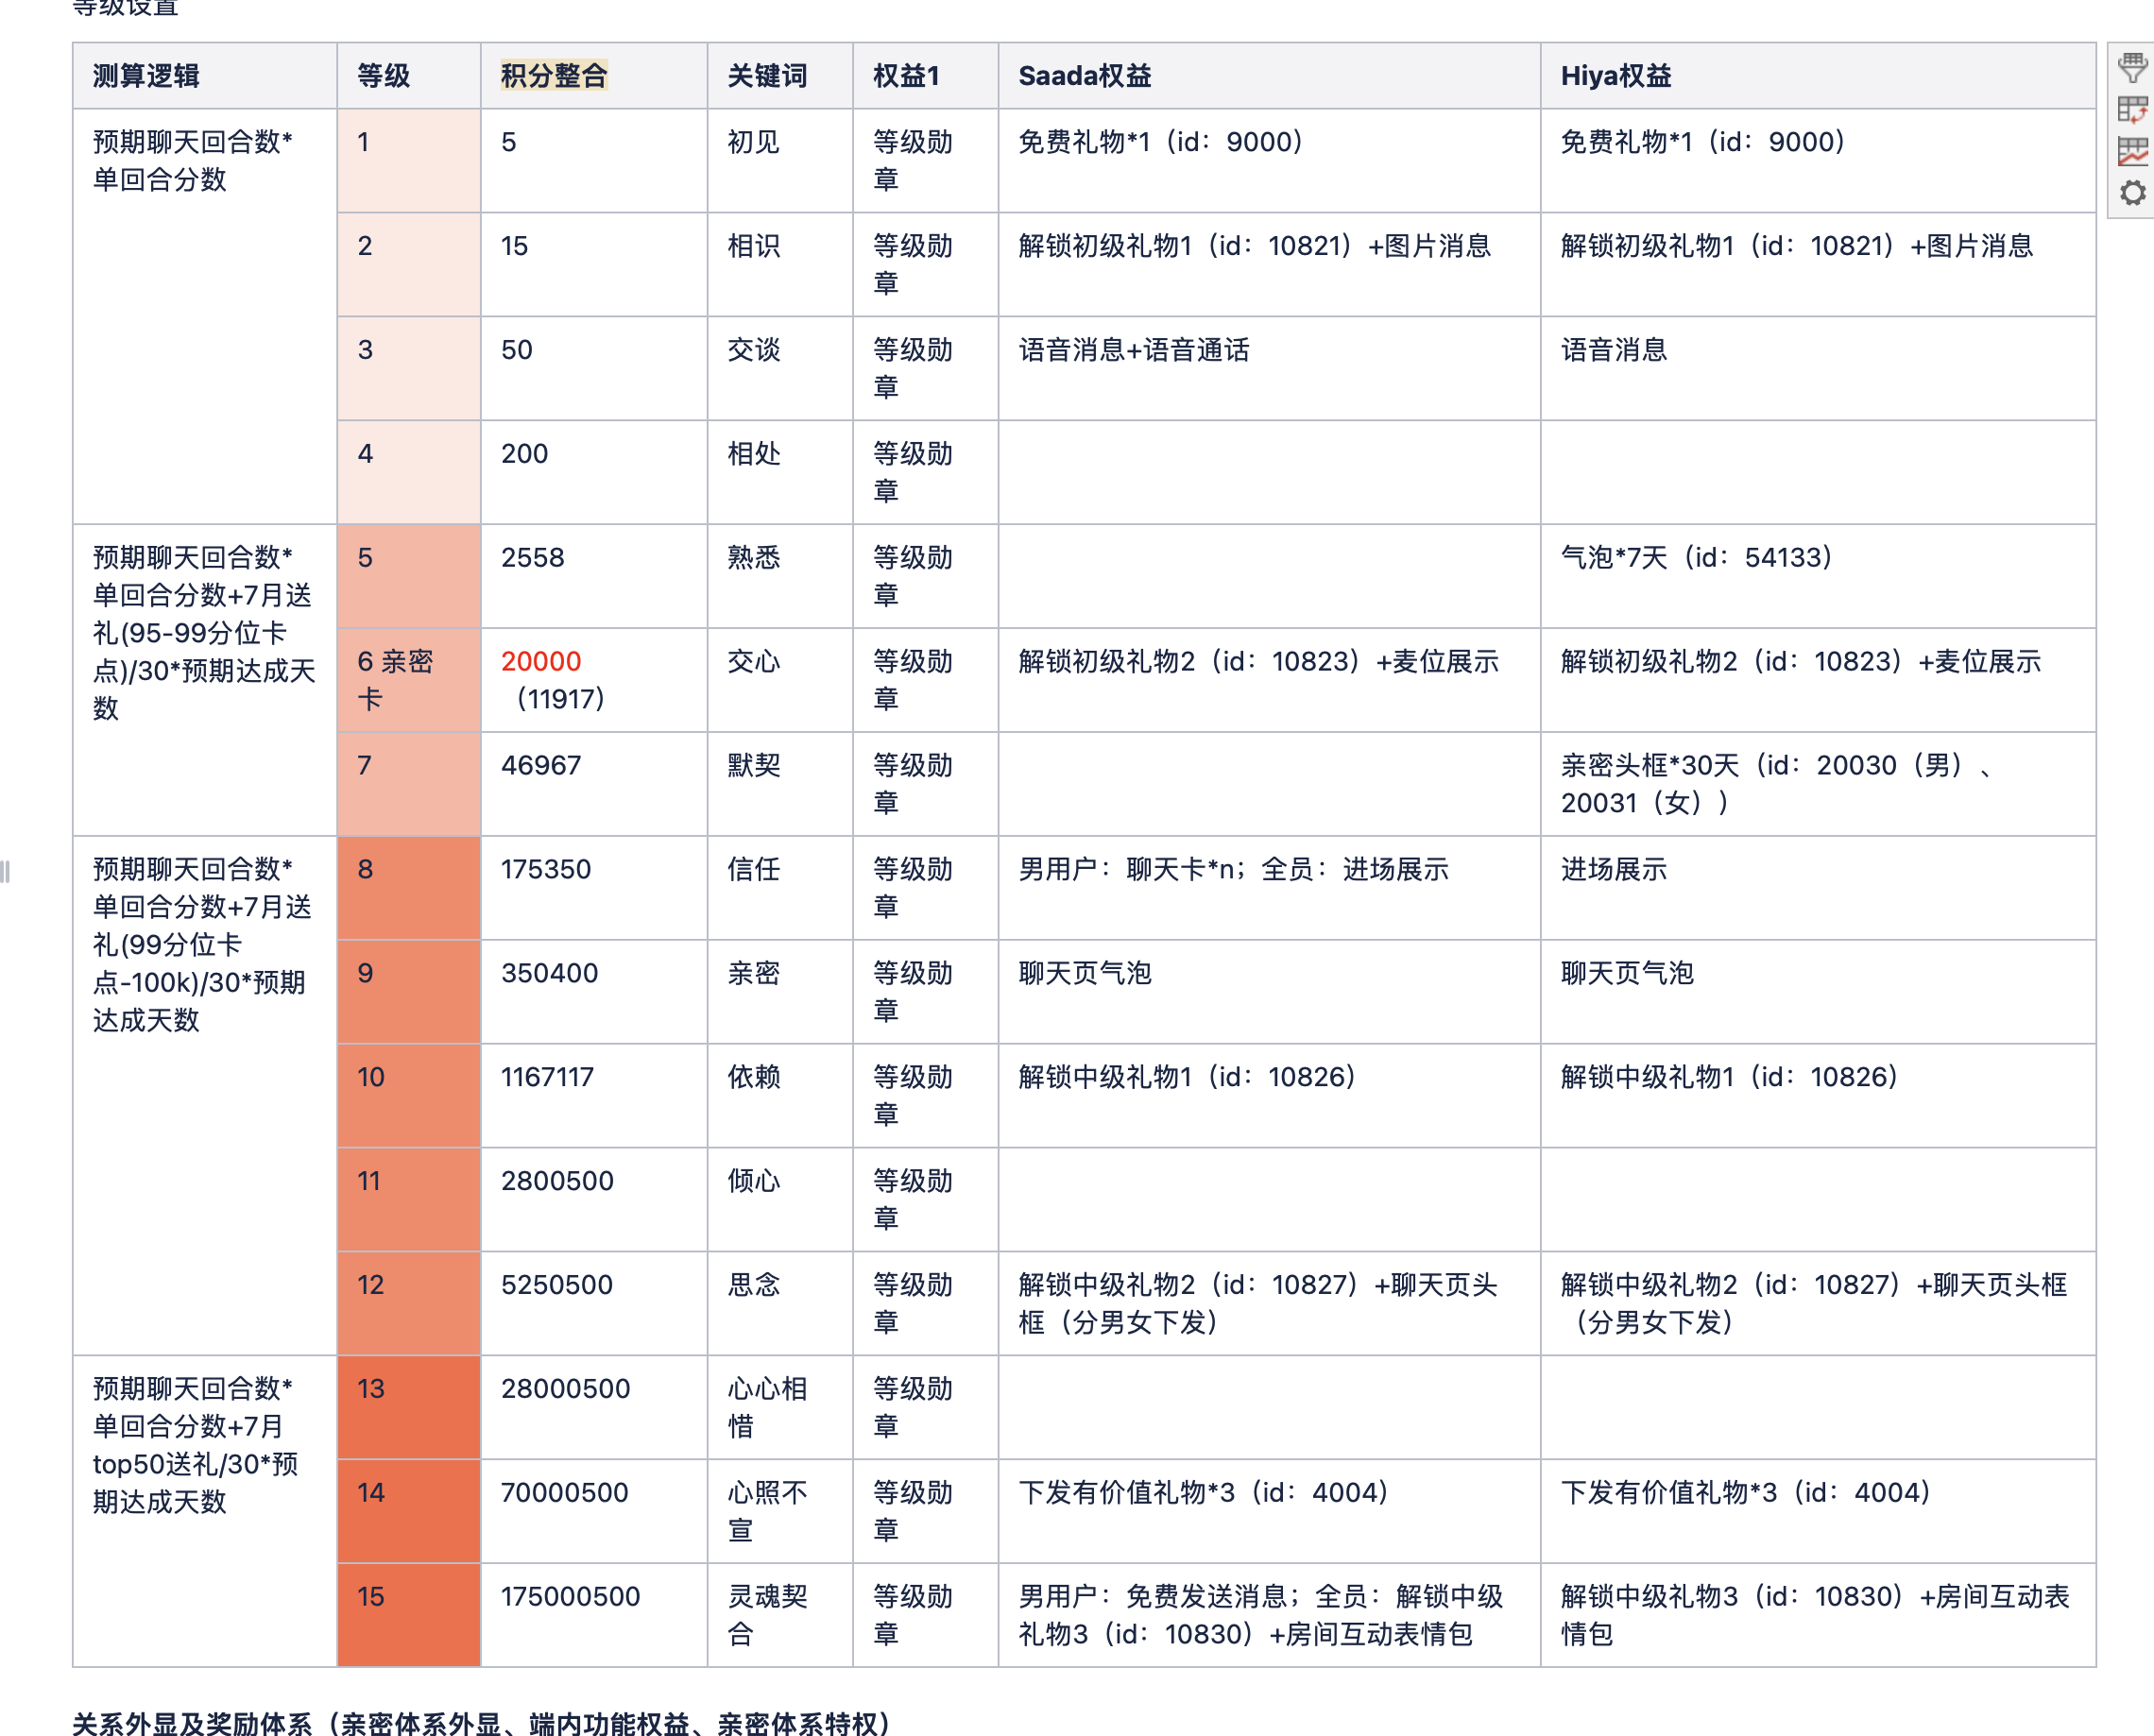 等级设置
测算逻辑 等级 积分整合 关键词 权益1 Saada权益 Hiya权益
预期聊天回合数*
单回合分数
1 5 初见 等级勋
章
免费礼物*1（id：9000） 免费礼物*1（id：9000）
2 15 相识 等级勋
章
解锁初级礼物1（id：10821）+图片消息 解锁初级礼物1（id：10821）+图片消息
3 50 交谈 等级勋
章
语音消息+语音通话 语音消息
4 200 相处 等级勋
章
预期聊天回合数*
单回合分数+7月送
礼(95-99分位卡
点)/30*预期达成天
数
5 2558 熟悉 等级勋
章
气泡*7天（id：54133）
6 亲密
卡
20000
（11917）
交心 等级勋
章
解锁初级礼物2（id：10823）+麦位展示 解锁初级礼物2（id：10823）+麦位展示
7 46967 默契 等级勋
章
亲密头框*30天（id：20030（男）、
20031（女））
预期聊天回合数*
单回合分数+7月送
礼(99分位卡
点-100k)/30*预期
达成天数
8 175350 信任 等级勋
章
男用户：聊天卡*n；全员：进场展示 进场展示
9 350400 亲密 等级勋
章
聊天页气泡 聊天页气泡
10 1167117 依赖 等级勋
章
解锁中级礼物1（id：10826） 解锁中级礼物1（id：10826）
11 2800500 倾心 等级勋
章
12 5250500 思念 等级勋
章
解锁中级礼物2（id：10827）+聊天页头
框（分男女下发）
解锁中级礼物2（id：10827）+聊天页头框
（分男女下发）
预期聊天回合数*
单回合分数+7月
top50送礼/30*预
期达成天数
13 28000500 心心相
惜
等级勋
章
14 70000500 心照不
宣
等级勋
章
下发有价值礼物*3（id：4004） 下发有价值礼物*3（id：4004）
15 175000500 灵魂契
合
等级勋
章
男用户：免费发送消息；全员：解锁中级
礼物3（id：10830）+房间互动表情包
解锁中级礼物3（id：10830）+房间互动表
情包
关系外显及奖励体系（亲密体系外显、端内功能权益、亲密体系特权）